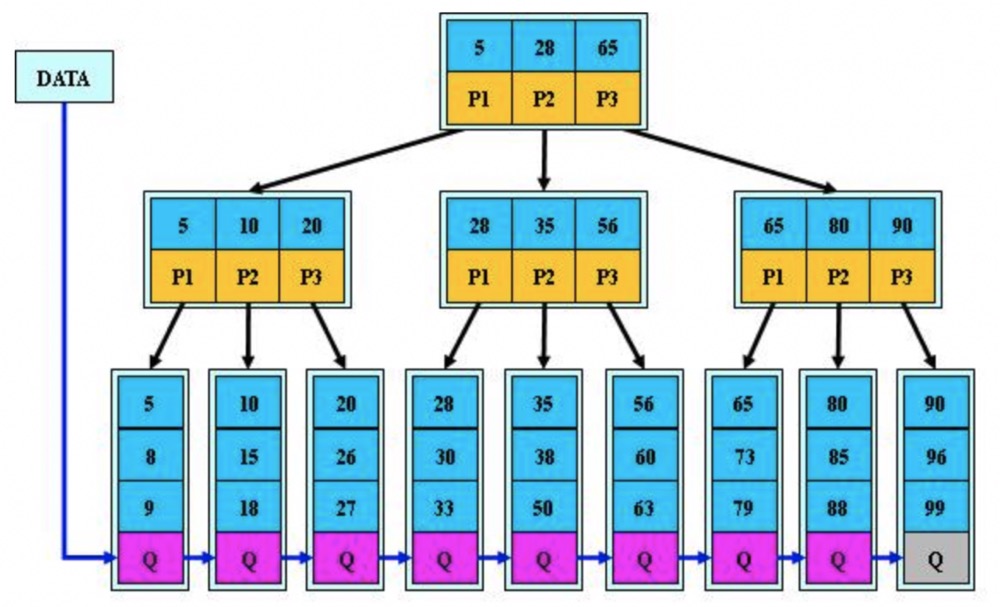 5 28 65
DATA
P1 P2 P3
5 10 20 28 35 56 65 80 90
P1 P2 P3 P1 P2 P3 P1 P2 P3
5 10 20 28 35 56 65 80 90
8 15 26 30 38 60 73 85 96
9 18 27 33 50 63 79 88 99
Q Q Q Q Q Q Q Q Q